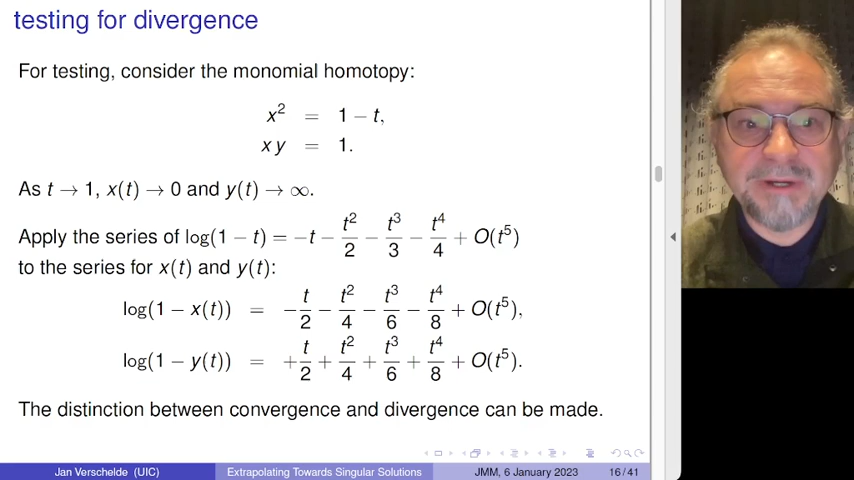 testing for divergence
For testing, consider the monomial homotopy:
x² = 1 − t,
x y = 1.
As t → 1, x(t) → 0 and y(t) → ∞.
Apply the series of log(1 − t) = −t − t²/2 − t³/3 − t⁴/4 + O(t⁵)
to the series for x(t) and y(t):
log(1 − x(t)) = −t/2 − t²/4 − t³/6 − t⁴/8 + O(t⁵),
log(1 − y(t)) = +t/2 + t²/4 + t³/6 + t⁴/8 + O(t⁵).
The distinction between convergence and divergence can be made.
Jan Verschelde (UIC) Extrapolating Towards Singular Solutions JMM, 6 January 2023 16 / 41